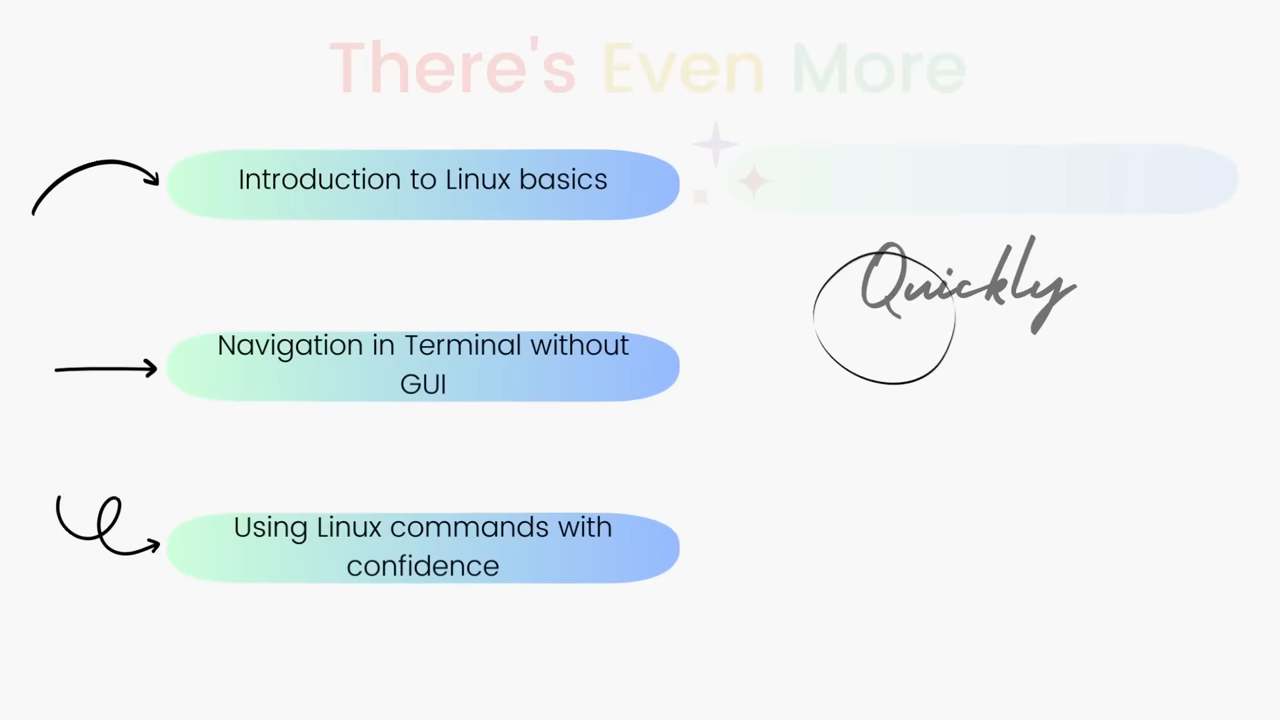 There's Even More
Introduction to Linux basics
Quickly
Navigation in Terminal without
GUI
Using Linux commands with
confidence